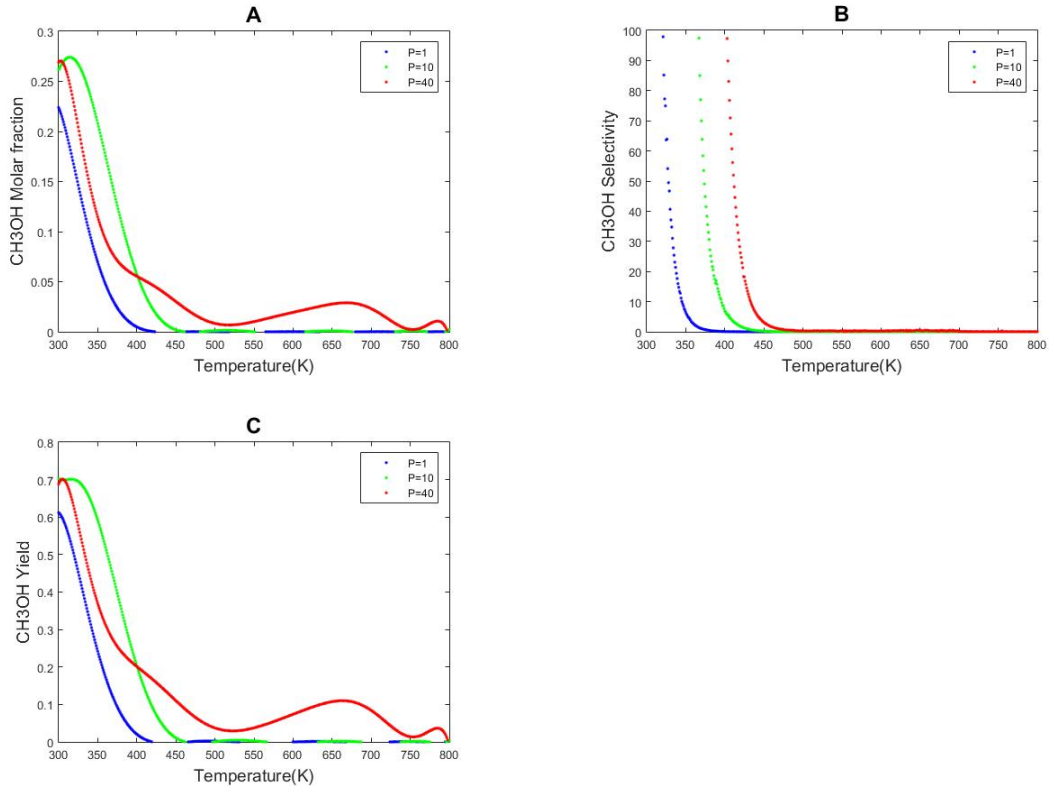 A
CH3OH Molar fraction
0.3
0.25
0.2
0.15
0.1
0.05
0
300 350 400 450 500 550 600 650 700 750 800
Temperature(K)
P=1
P=10
P=40
B
CH3OH Selectivity
100
90
80
70
60
50
40
30
20
10
0
300 350 400 450 500 550 600 650 700 750 800
Temperature(K)
P=1
P=10
P=40
C
CH3OH Yield
0.8
0.7
0.6
0.5
0.4
0.3
0.2
0.1
0
300 350 400 450 500 550 600 650 700 750 800
Temperature(K)
P=1
P=10
P=40